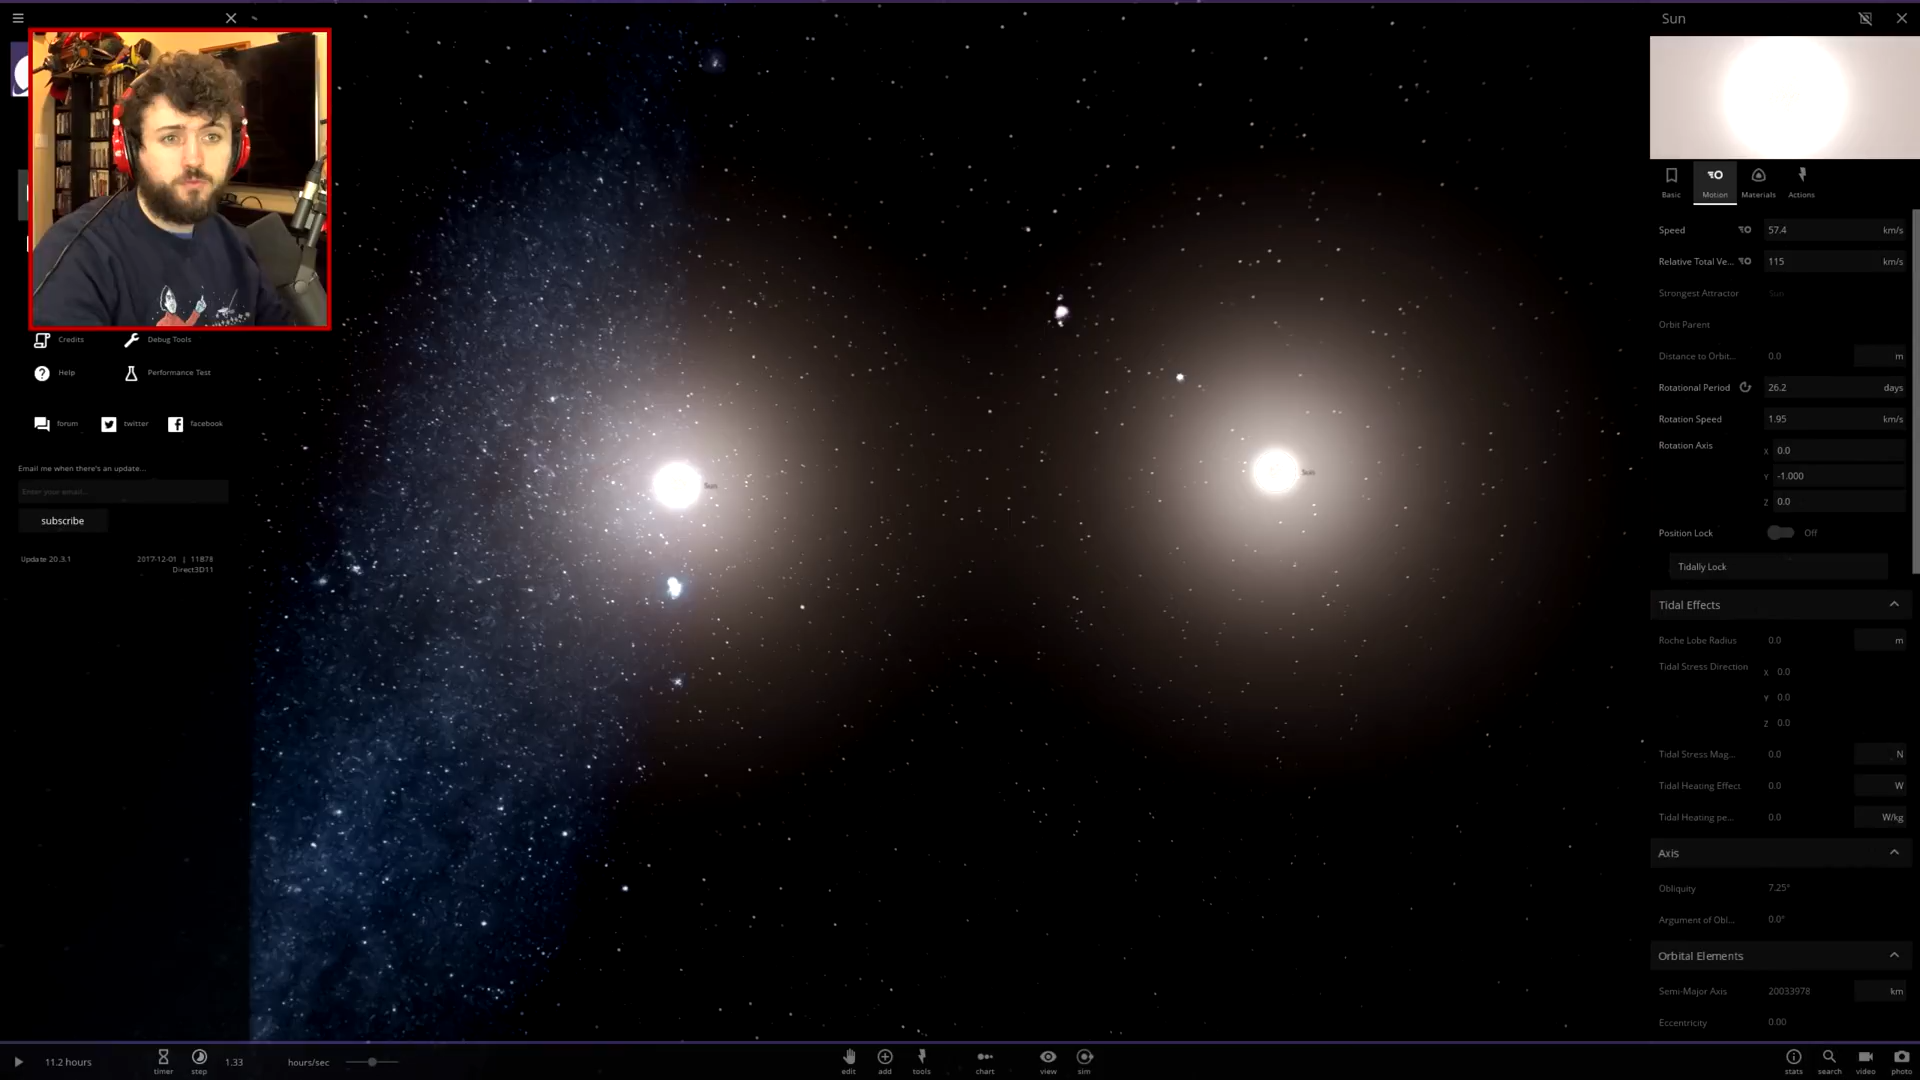 Sun
Basic
Motion
Materials
Actions
Speed 57.4 km/s
Relative Total Ve... 115 km/s
Strongest Attractor Sun
Orbit Parent
Distance to Orbit... 0.0 m
Rotational Period 26.2 days
Rotation Speed 1.95 km/s
Rotation Axis X 0.0
Y -1.000
Z 0.0
Position Lock Off
Tidally Lock
Tidal Effects
Roche Lobe Radius 0.0 m
Tidal Stress Direction X 0.0
Y 0.0
Z 0.0
Tidal Stress Mag... 0.0 N
Tidal Heating Effect 0.0 W
Tidal Heating pe... 0.0 W/kg
Axis
Obliquity 7.25°
Argument of Obl... 0.0°
Orbital Elements
Semi-Major Axis 20033978 km
Eccentricity 0.00
Credits
Debug Tools
Help
Performance Test
forum
twitter
facebook
Email me when there's an update...
Enter your email...
subscribe
Update 20.3.1 2017-12-01 | 11878
Direct3D11
Sun
Sun
11.2 hours
timer
step
1.33 hours/sec
edit
add
tools
chart
view
sim
stats
search
video
photo